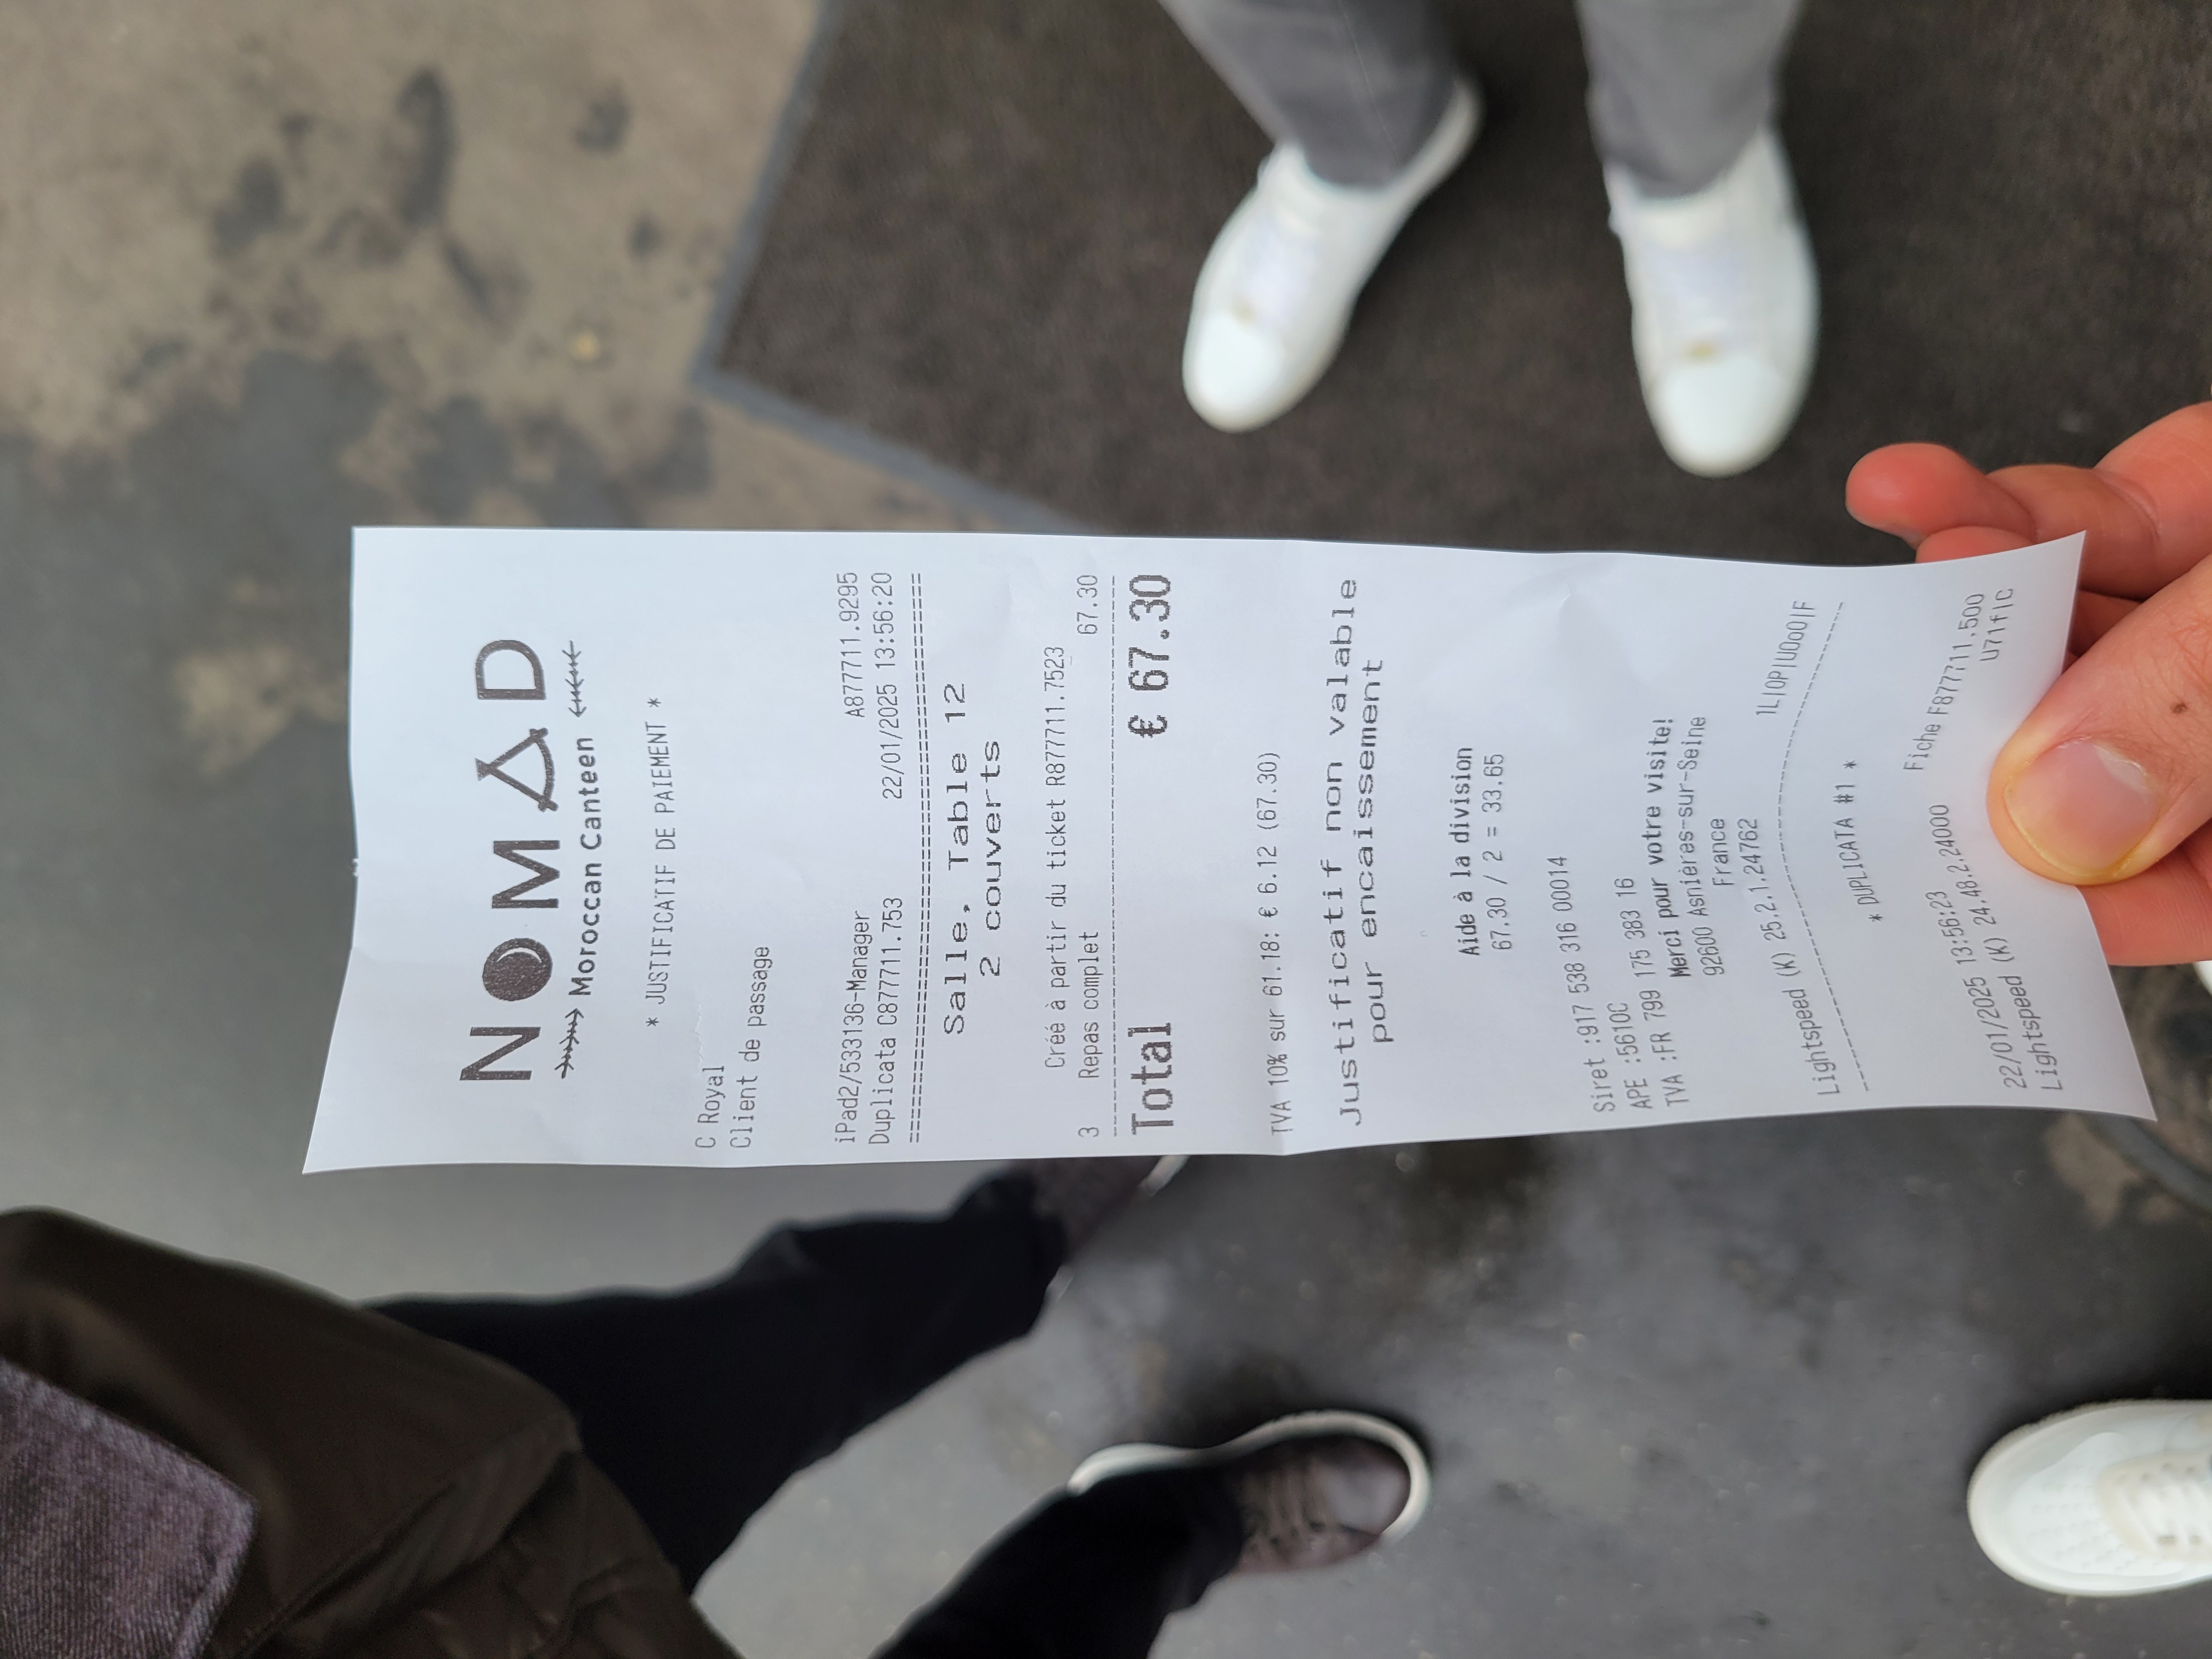 NOMAD
Moroccan Canteen
* JUSTIFICATIF DE PAIEMENT *
C Royal
Client de passage
iPad2/533136-Manager A877711.9295
Duplicata C877711.753 22/01/2025 13:56:20
Salle, Table 12
2 couverts
Créé à partir du ticket R877711.7523
3 Repas complet 67.30
Total € 67.30
TVA 10% sur 61.18: € 6.12 (67.30)
Justificatif non valable
pour encaissement
Aide à la division
67.30 / 2 = 33.65
Siret :917 538 316 00014
APE :5610C
TVA :FR 799 175 383 16
Merci pour votre visite!
92600 Asnières-sur-Seine
France
Lightspeed (K) 25.2.1.24762 1L|OP|UOoO|F
* DUPLICATA #1 *
Fiche F877711.500
22/01/2025 13:56:23 U71f|C
Lightspeed (K) 24.48.2.24000